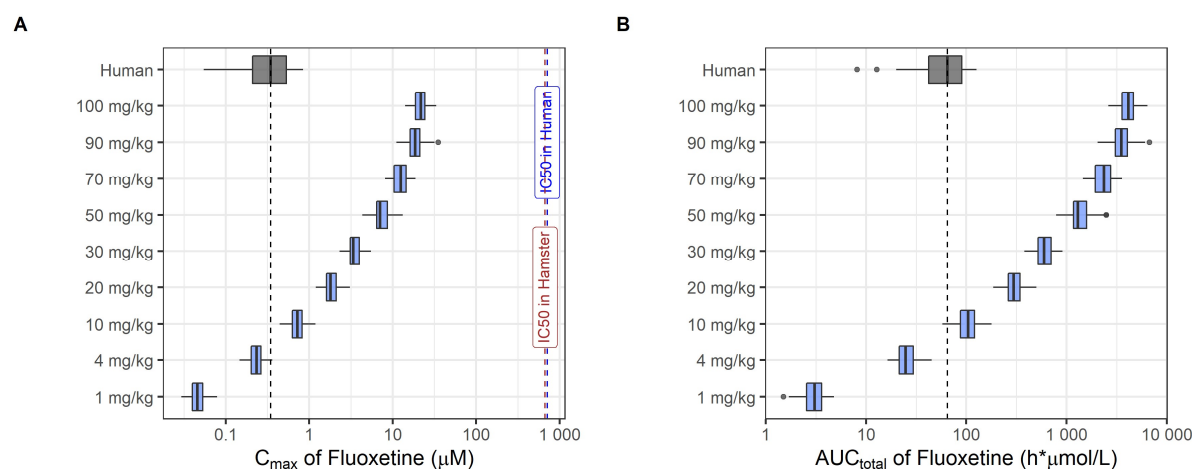 A
Human
100 mg/kg
90 mg/kg
70 mg/kg
50 mg/kg
30 mg/kg
20 mg/kg
10 mg/kg
4 mg/kg
1 mg/kg
IC50 in Human
IC50 in Hamster
0.1 1 10 100 1 000
Cmax of Fluoxetine (μM)
B
Human
100 mg/kg
90 mg/kg
70 mg/kg
50 mg/kg
30 mg/kg
20 mg/kg
10 mg/kg
4 mg/kg
1 mg/kg
1 10 100 1 000 10 000
AUCtotal of Fluoxetine (h*μmol/L)